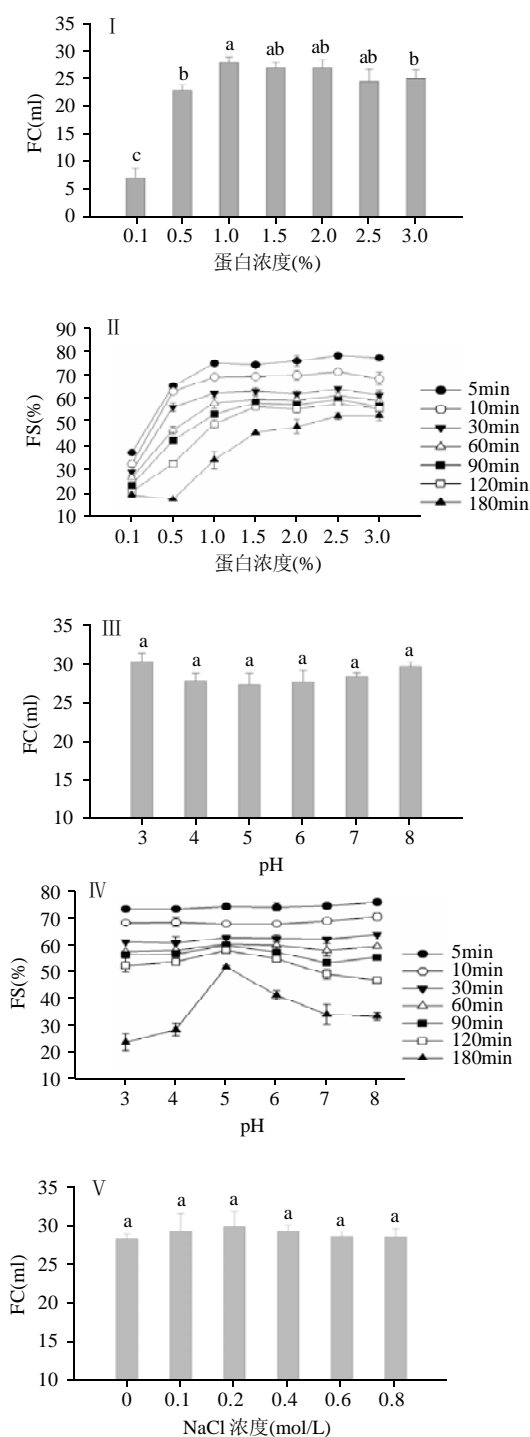 Ⅰ
FC(ml)
35
30
25
20
15
10
5
0
c
b
a
ab
ab
ab
b
0.1 0.5 1.0 1.5 2.0 2.5 3.0
蛋白浓度(%)
Ⅱ
FS(%)
90
80
70
60
50
40
30
20
10
5min
10min
30min
60min
90min
120min
180min
0.1 0.5 1.0 1.5 2.0 2.5 3.0
蛋白浓度(%)
Ⅲ
FC(ml)
35
30
25
20
15
10
a a a a a a
3 4 5 6 7 8
pH
Ⅳ
FS(%)
80
70
60
50
40
30
20
10
5min
10min
30min
60min
90min
120min
180min
3 4 5 6 7 8
pH
Ⅴ
FC(ml)
35
30
25
20
15
10
a a a a a a
0 0.1 0.2 0.4 0.6 0.8
NaCl 浓度(mol/L)